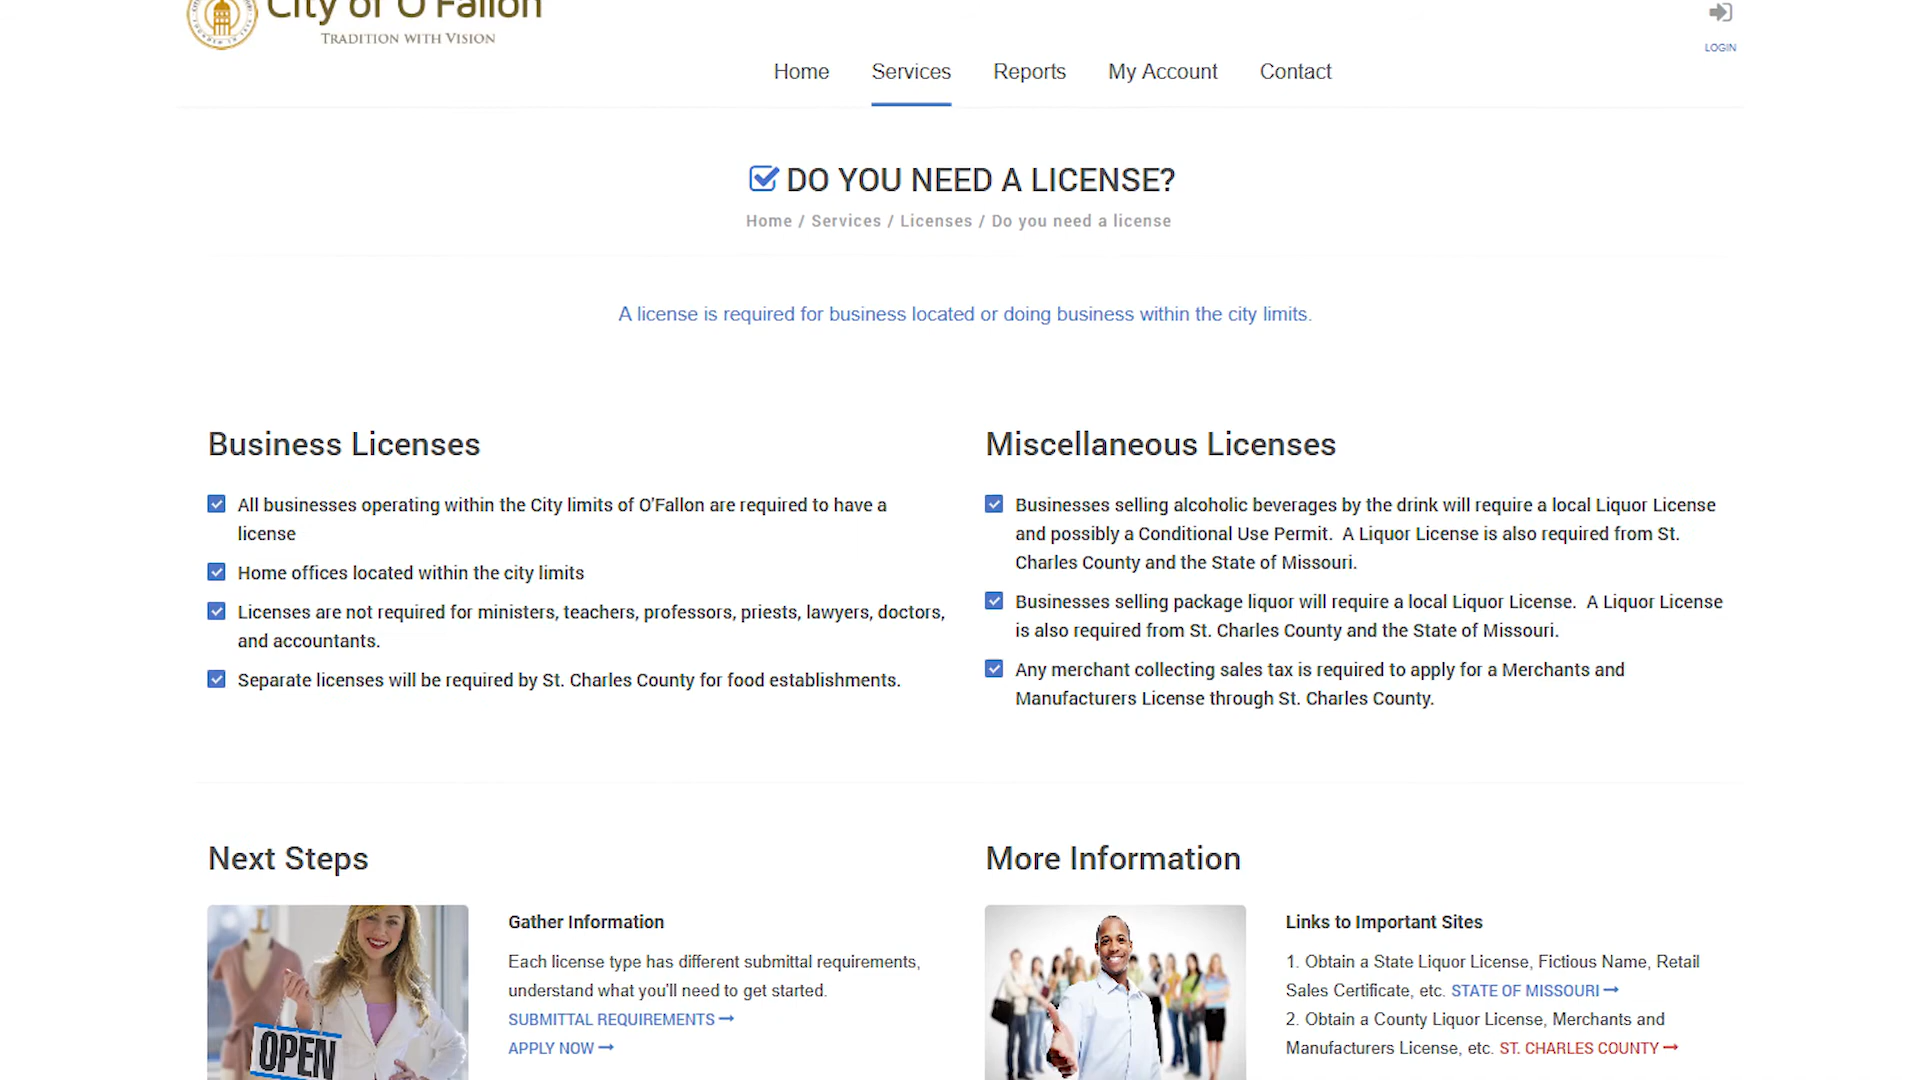 City of O'Fallon
TRADITION WITH VISION
LOGIN
Home Services Reports My Account Contact
DO YOU NEED A LICENSE?
Home / Services / Licenses / Do you need a license
A license is required for business located or doing business within the city limits.
Business Licenses
All businesses operating within the City limits of O'Fallon are required to have a
license
Home offices located within the city limits
Licenses are not required for ministers, teachers, professors, priests, lawyers, doctors,
and accountants.
Separate licenses will be required by St. Charles County for food establishments.
Miscellaneous Licenses
Businesses selling alcoholic beverages by the drink will require a local Liquor License
and possibly a Conditional Use Permit. A Liquor License is also required from St.
Charles County and the State of Missouri.
Businesses selling package liquor will require a local Liquor License. A Liquor License
is also required from St. Charles County and the State of Missouri.
Any merchant collecting sales tax is required to apply for a Merchants and
Manufacturers License through St. Charles County.
Next Steps
OPEN
Gather Information
Each license type has different submittal requirements,
understand what you'll need to get started.
SUBMITTAL REQUIREMENTS
APPLY NOW
More Information
Links to Important Sites
1. Obtain a State Liquor License, Fictious Name, Retail
Sales Certificate, etc. STATE OF MISSOURI
2. Obtain a County Liquor License, Merchants and
Manufacturers License, etc. ST. CHARLES COUNTY